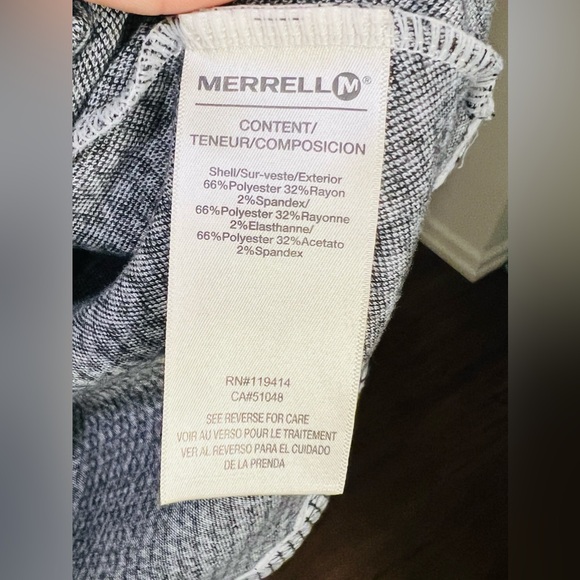 MERRELL M®
CONTENT/
TENEUR/COMPOSICION
Shell/Sur-veste/Exterior
66%Polyester 32%Rayon
2%Spandex/
66%Polyester 32%Rayonne
2%Elasthanne/
66%Polyester 32%Acetato
2%Spandex
RN#119414
CA#51048
SEE REVERSE FOR CARE
VOIR AU VERSO POUR LE TRAITEMENT
VER AL REVERSO PARA EL CUIDADO
DE LA PRENDA